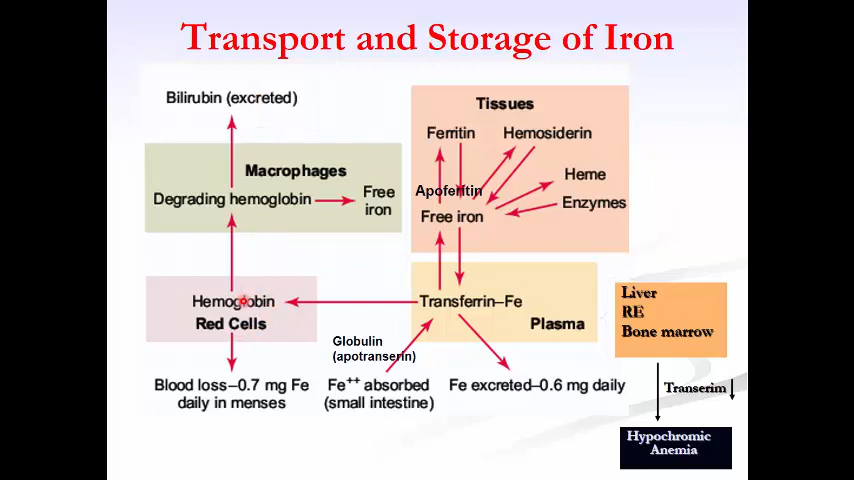 Transport and Storage of Iron
Bilirubin (excreted)
Macrophages
Degrading hemoglobin
Free
iron
Tissues
Ferritin
Hemosiderin
Heme
Apoferitin
Enzymes
Free iron
Hemoglobin
Red Cells
Transferrin–Fe
Plasma
Globulin
(apotranserin)
Blood loss–0.7 mg Fe
daily in menses
Fe++ absorbed
(small intestine)
Fe excreted–0.6 mg daily
Liver
RE
Bone marrow
Transerim
Hypochromic
Anemia